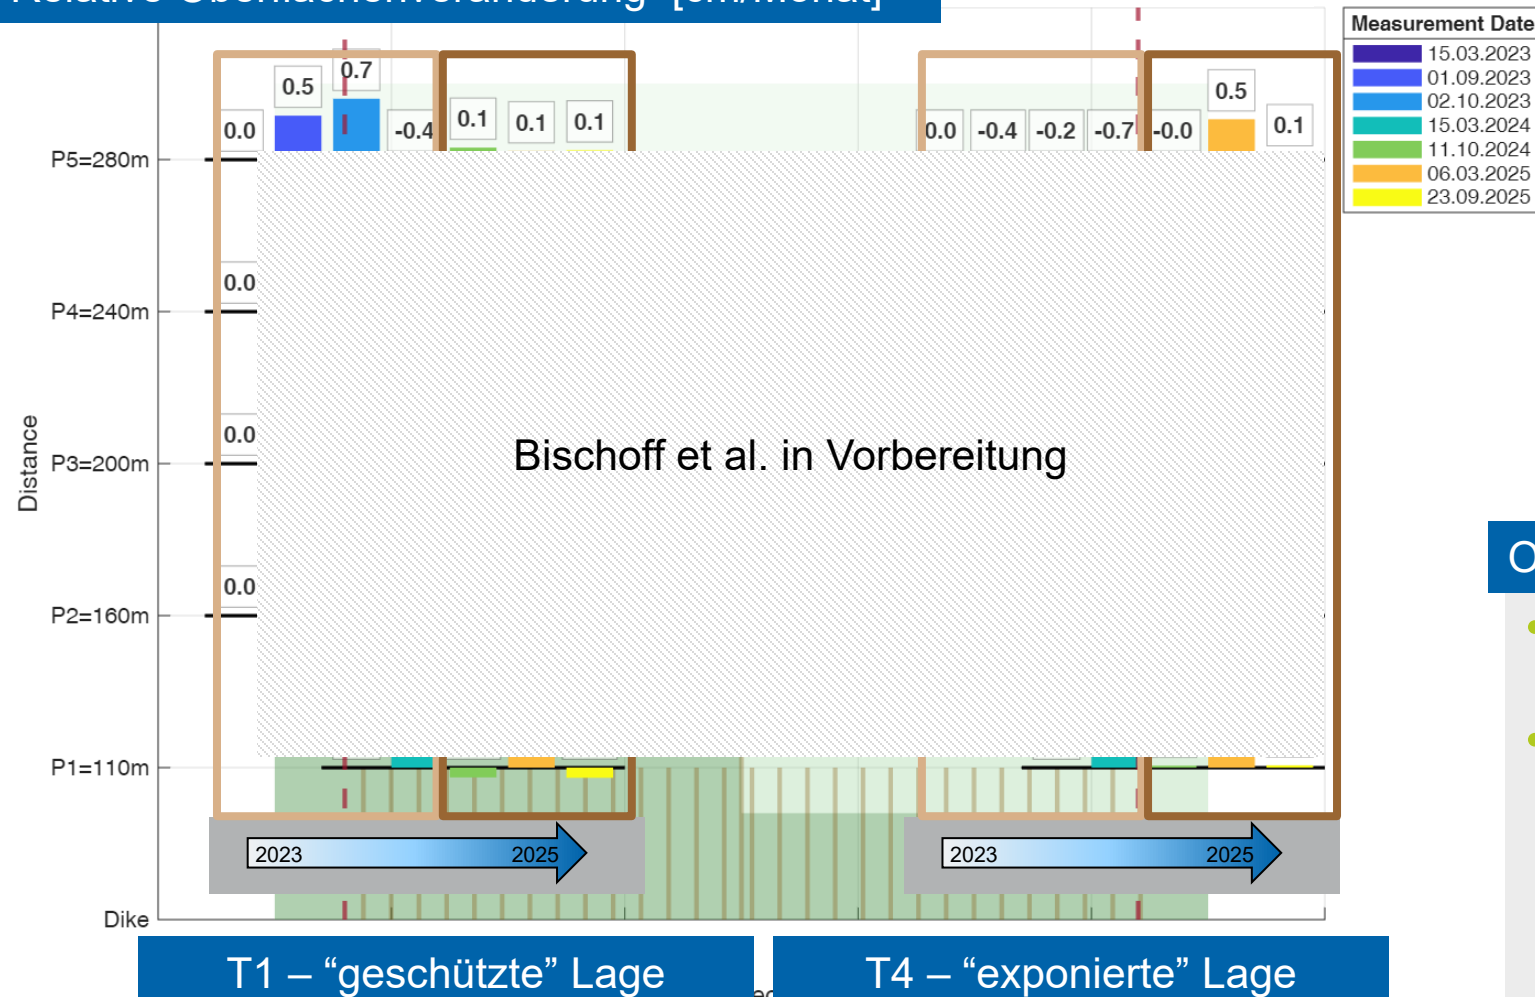 Relative Oberflächenveränderung [cm/Monat]
Measurement Date
15.03.2023
01.09.2023
02.10.2023
15.03.2024
11.10.2024
06.03.2025
23.09.2025
0.0 0.5 0.7 -0.4 0.1 0.1 0.1 0.0 -0.4 -0.2 -0.7 -0.0 0.5 0.1
P5=280m
0.0
P4=240m
0.0
P3=200m
Bischoff et al. in Vorbereitung
Distance
0.0
P2=160m
P1=110m
2023 2025 2023 2025
Dike
T1 – “geschützte” Lage
T4 – “exponierte” Lage